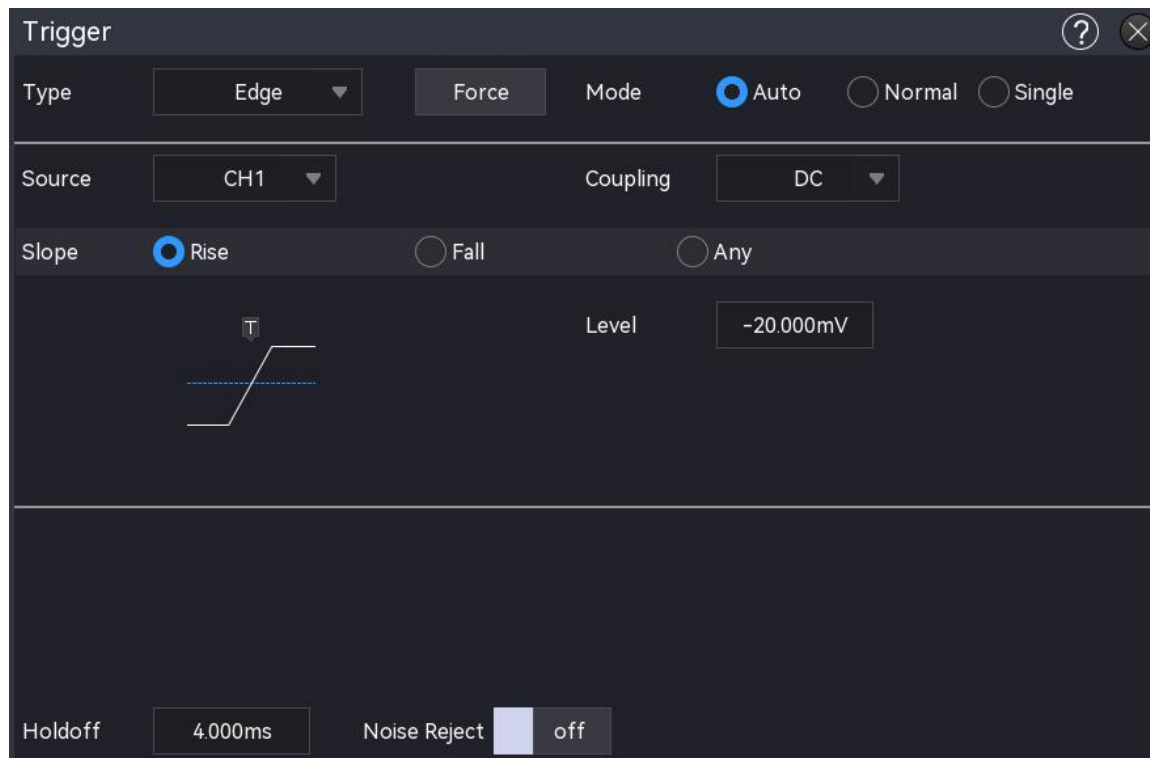 Trigger ?
Type Edge Force Mode Auto Normal Single
Source CH1 Coupling DC
Slope Rise Fall Any
T
Level -20.000mV
Holdoff 4.000ms Noise Reject off